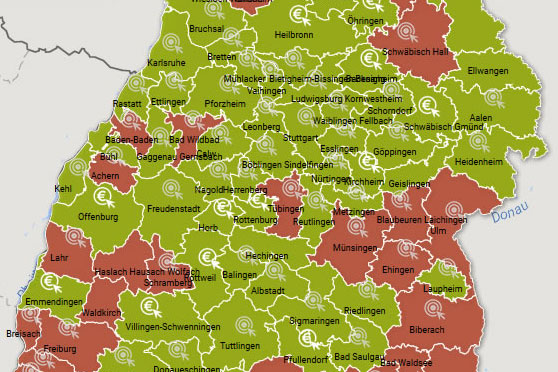 Öhringen
Heilbronn
Bruchsal
Schwäbisch Hall
Bretten
Karlsruhe
Ellwangen
Mühlacker Bietigheim-Bissingen
Vaihingen
Rastatt
Ettlingen
Pforzheim
Ludwigsburg Kornwestheim
Schorndorf
Aalen
Waiblingen Fellbach
Schwäbisch Gmünd
Leonberg
Stuttgart
Baden-Baden
Bad Wildbad
Calw
Esslingen
Göppingen
Bühl
Gaggenau Gernsbach
Heidenheim
Böblingen Sindelfingen
Achern
Nürtingen
Kirchheim
Geislingen
Kehl
Nagold
Herrenberg
Freudenstadt
Tübingen
Metzingen
Offenburg
Rottenburg
Reutlingen
Blaubeuren Laichingen
Ulm
Donau
Horb
Münsingen
Lahr
Hechingen
Haslach Hausach Wolfach
Schramberg
Rottweil
Balingen
Ehingen
Albstadt
Laupheim
Emmendingen
Waldkirch
Riedlingen
Sigmaringen
Biberach
Breisach
Villingen-Schwenningen
Freiburg
Tuttlingen
Pfullendorf
Bad Saulgau
Bad Waldsee
Donaueschingen